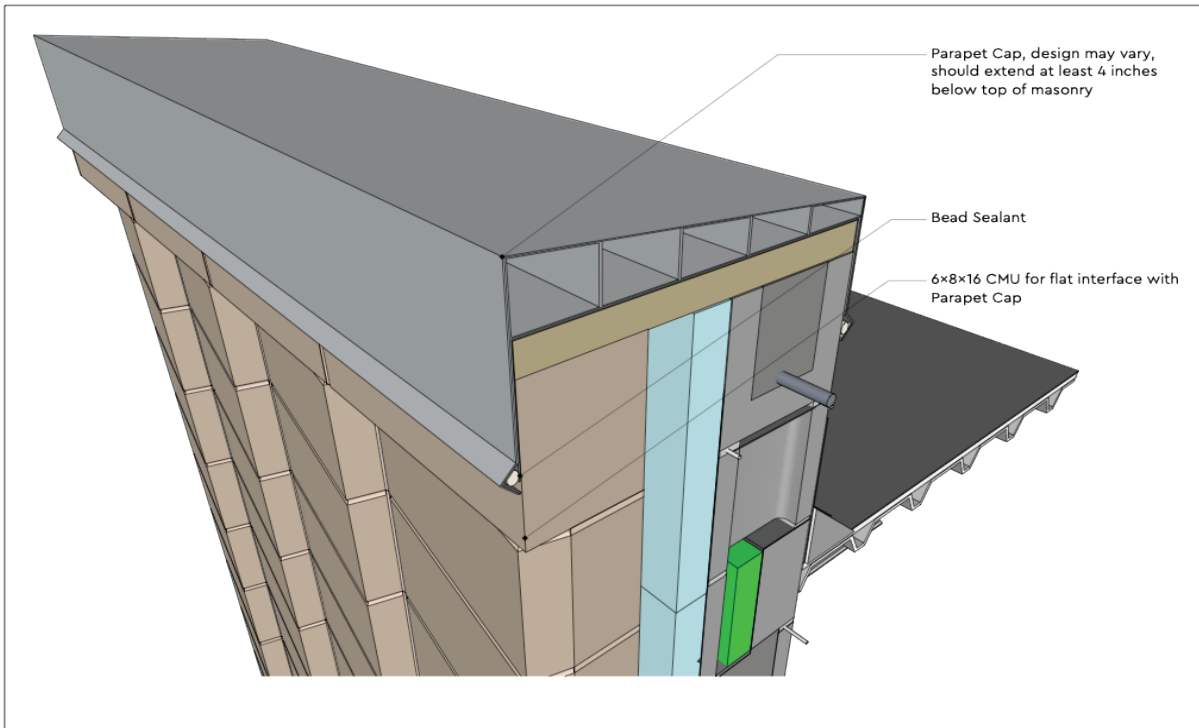 Parapet Cap, design may vary,
should extend at least 4 inches
below top of masonry
Bead Sealant
6×8×16 CMU for flat interface with
Parapet Cap